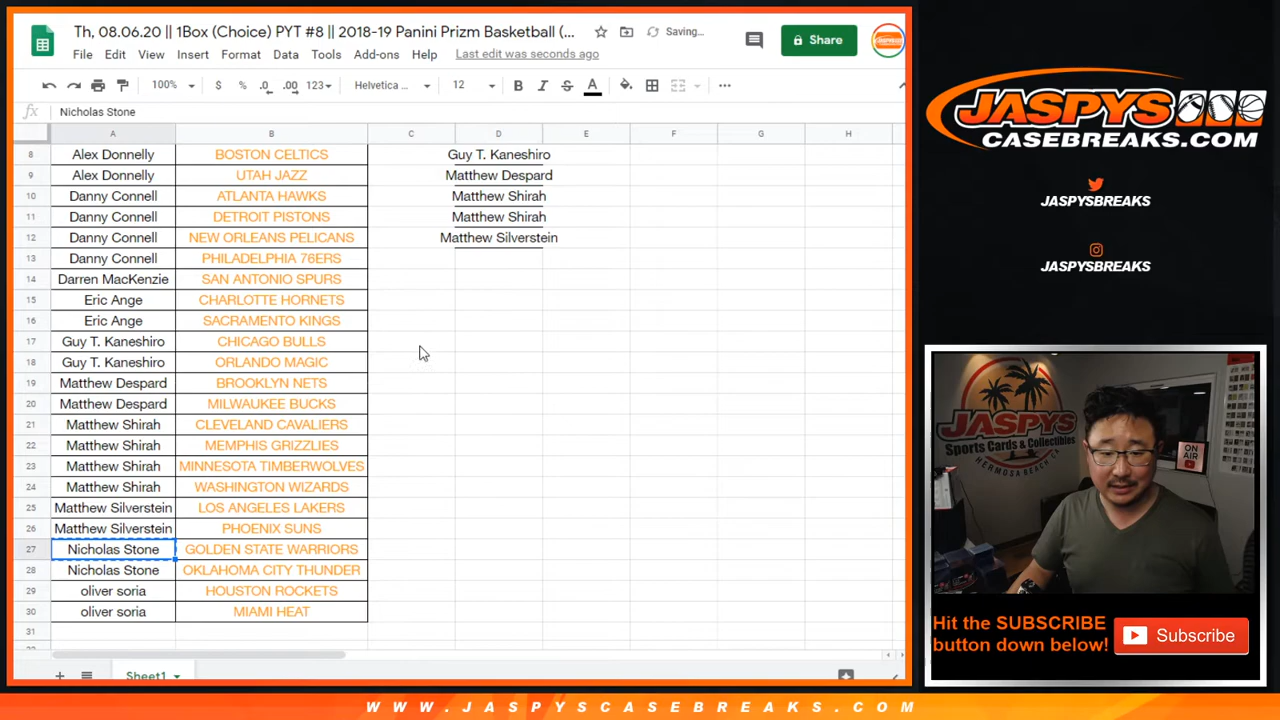 Th, 08.06.20 || 1Box (Choice) PYT #8 || 2018-19 Panini Prizm Basketball (...
Saving...
File Edit View Insert Format Data Tools Add-ons Help Last edit was seconds ago
Share
100% $ % .0 .00 123 Helvetica ... 12 B I S A
fx Nicholas Stone
A B C D E F G H
8 Alex Donnelly BOSTON CELTICS Guy T. Kaneshiro
9 Alex Donnelly UTAH JAZZ Matthew Despard
10 Danny Connell ATLANTA HAWKS Matthew Shirah
11 Danny Connell DETROIT PISTONS Matthew Shirah
12 Danny Connell NEW ORLEANS PELICANS Matthew Silverstein
13 Danny Connell PHILADELPHIA 76ERS
14 Darren MacKenzie SAN ANTONIO SPURS
15 Eric Ange CHARLOTTE HORNETS
16 Eric Ange SACRAMENTO KINGS
17 Guy T. Kaneshiro CHICAGO BULLS
18 Guy T. Kaneshiro ORLANDO MAGIC
19 Matthew Despard BROOKLYN NETS
20 Matthew Despard MILWAUKEE BUCKS
21 Matthew Shirah CLEVELAND CAVALIERS
22 Matthew Shirah MEMPHIS GRIZZLIES
23 Matthew Shirah MINNESOTA TIMBERWOLVES
24 Matthew Shirah WASHINGTON WIZARDS
25 Matthew Silverstein LOS ANGELES LAKERS
26 Matthew Silverstein PHOENIX SUNS
27 Nicholas Stone GOLDEN STATE WARRIORS
28 Nicholas Stone OKLAHOMA CITY THUNDER
29 oliver soria HOUSTON ROCKETS
30 oliver soria MIAMI HEAT
31
Sheet1
JASPYS
CASEBREAKS.COM
JASPYSBREAKS
JASPYSBREAKS
JASPYS
Sports Cards & Collectibles
HERMOSA BEACH
ON
AIR
Hit the SUBSCRIBE
button down below!
Subscribe
WWW.JASPYSCASEBREAKS.COM